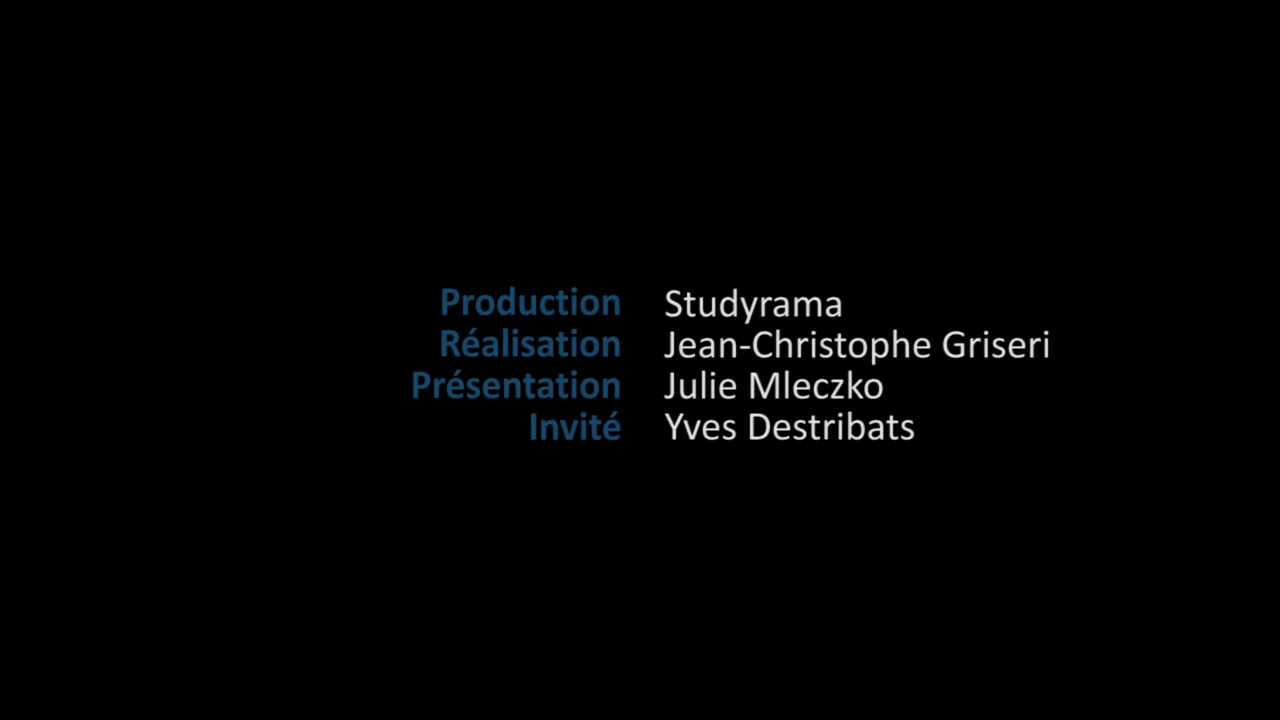 Production Studyrama
Réalisation Jean-Christophe Griseri
Présentation Julie Mleczko
Invité Yves Destribats